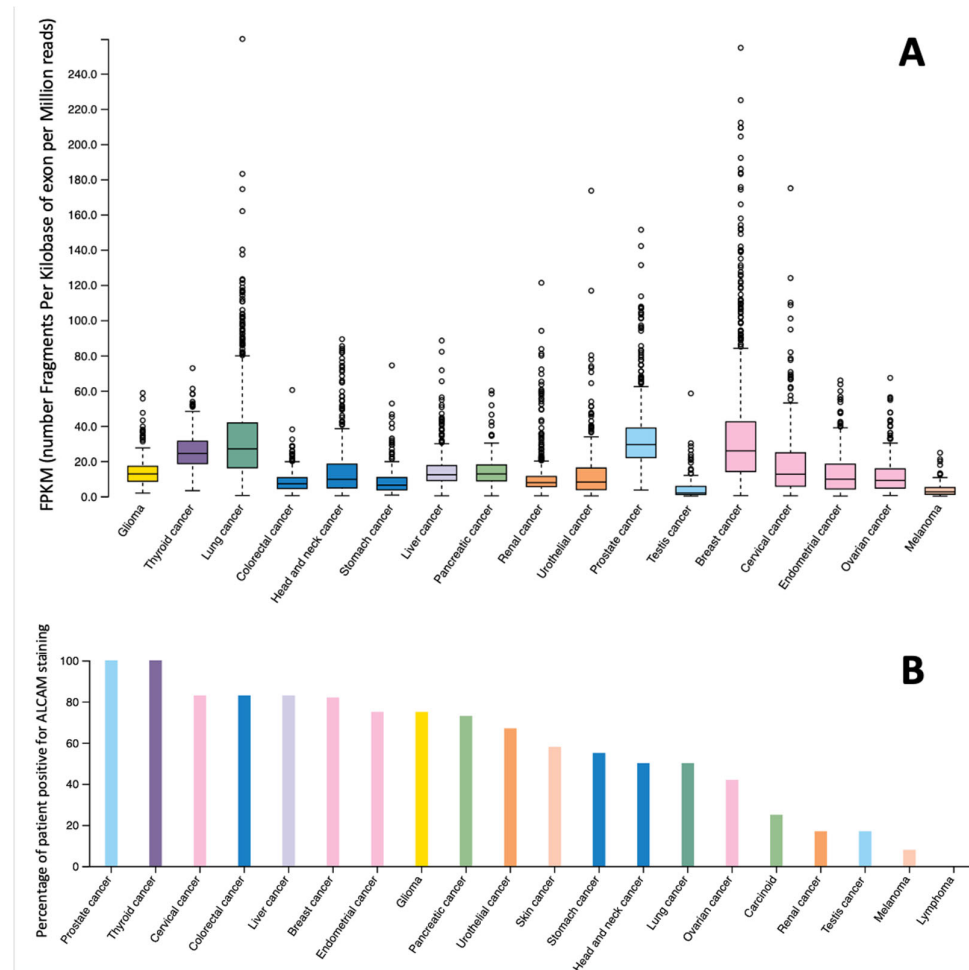 A
FPKM (number Fragments Per Kilobase of exon per Million reads)
240.0
220.0
200.0
180.0
160.0
140.0
120.0
100.0
80.0
60.0
40.0
20.0
0.0
Glioma
Thyroid cancer
Lung cancer
Colorectal cancer
Head and neck cancer
Stomach cancer
Liver cancer
Pancreatic cancer
Renal cancer
Urothelial cancer
Prostate cancer
Testis cancer
Breast cancer
Cervical cancer
Endometrial cancer
Ovarian cancer
Melanoma
B
Percentage of patient positive for ALCAM staining
100
80
60
40
20
0
Prostate cancer
Thyroid cancer
Cervical cancer
Colorectal cancer
Liver cancer
Breast cancer
Endometrial cancer
Glioma
Pancreatic cancer
Urothelial cancer
Skin cancer
Stomach cancer
Head and neck cancer
Lung cancer
Ovarian cancer
Carcinoid
Renal cancer
Testis cancer
Melanoma
Lymphoma